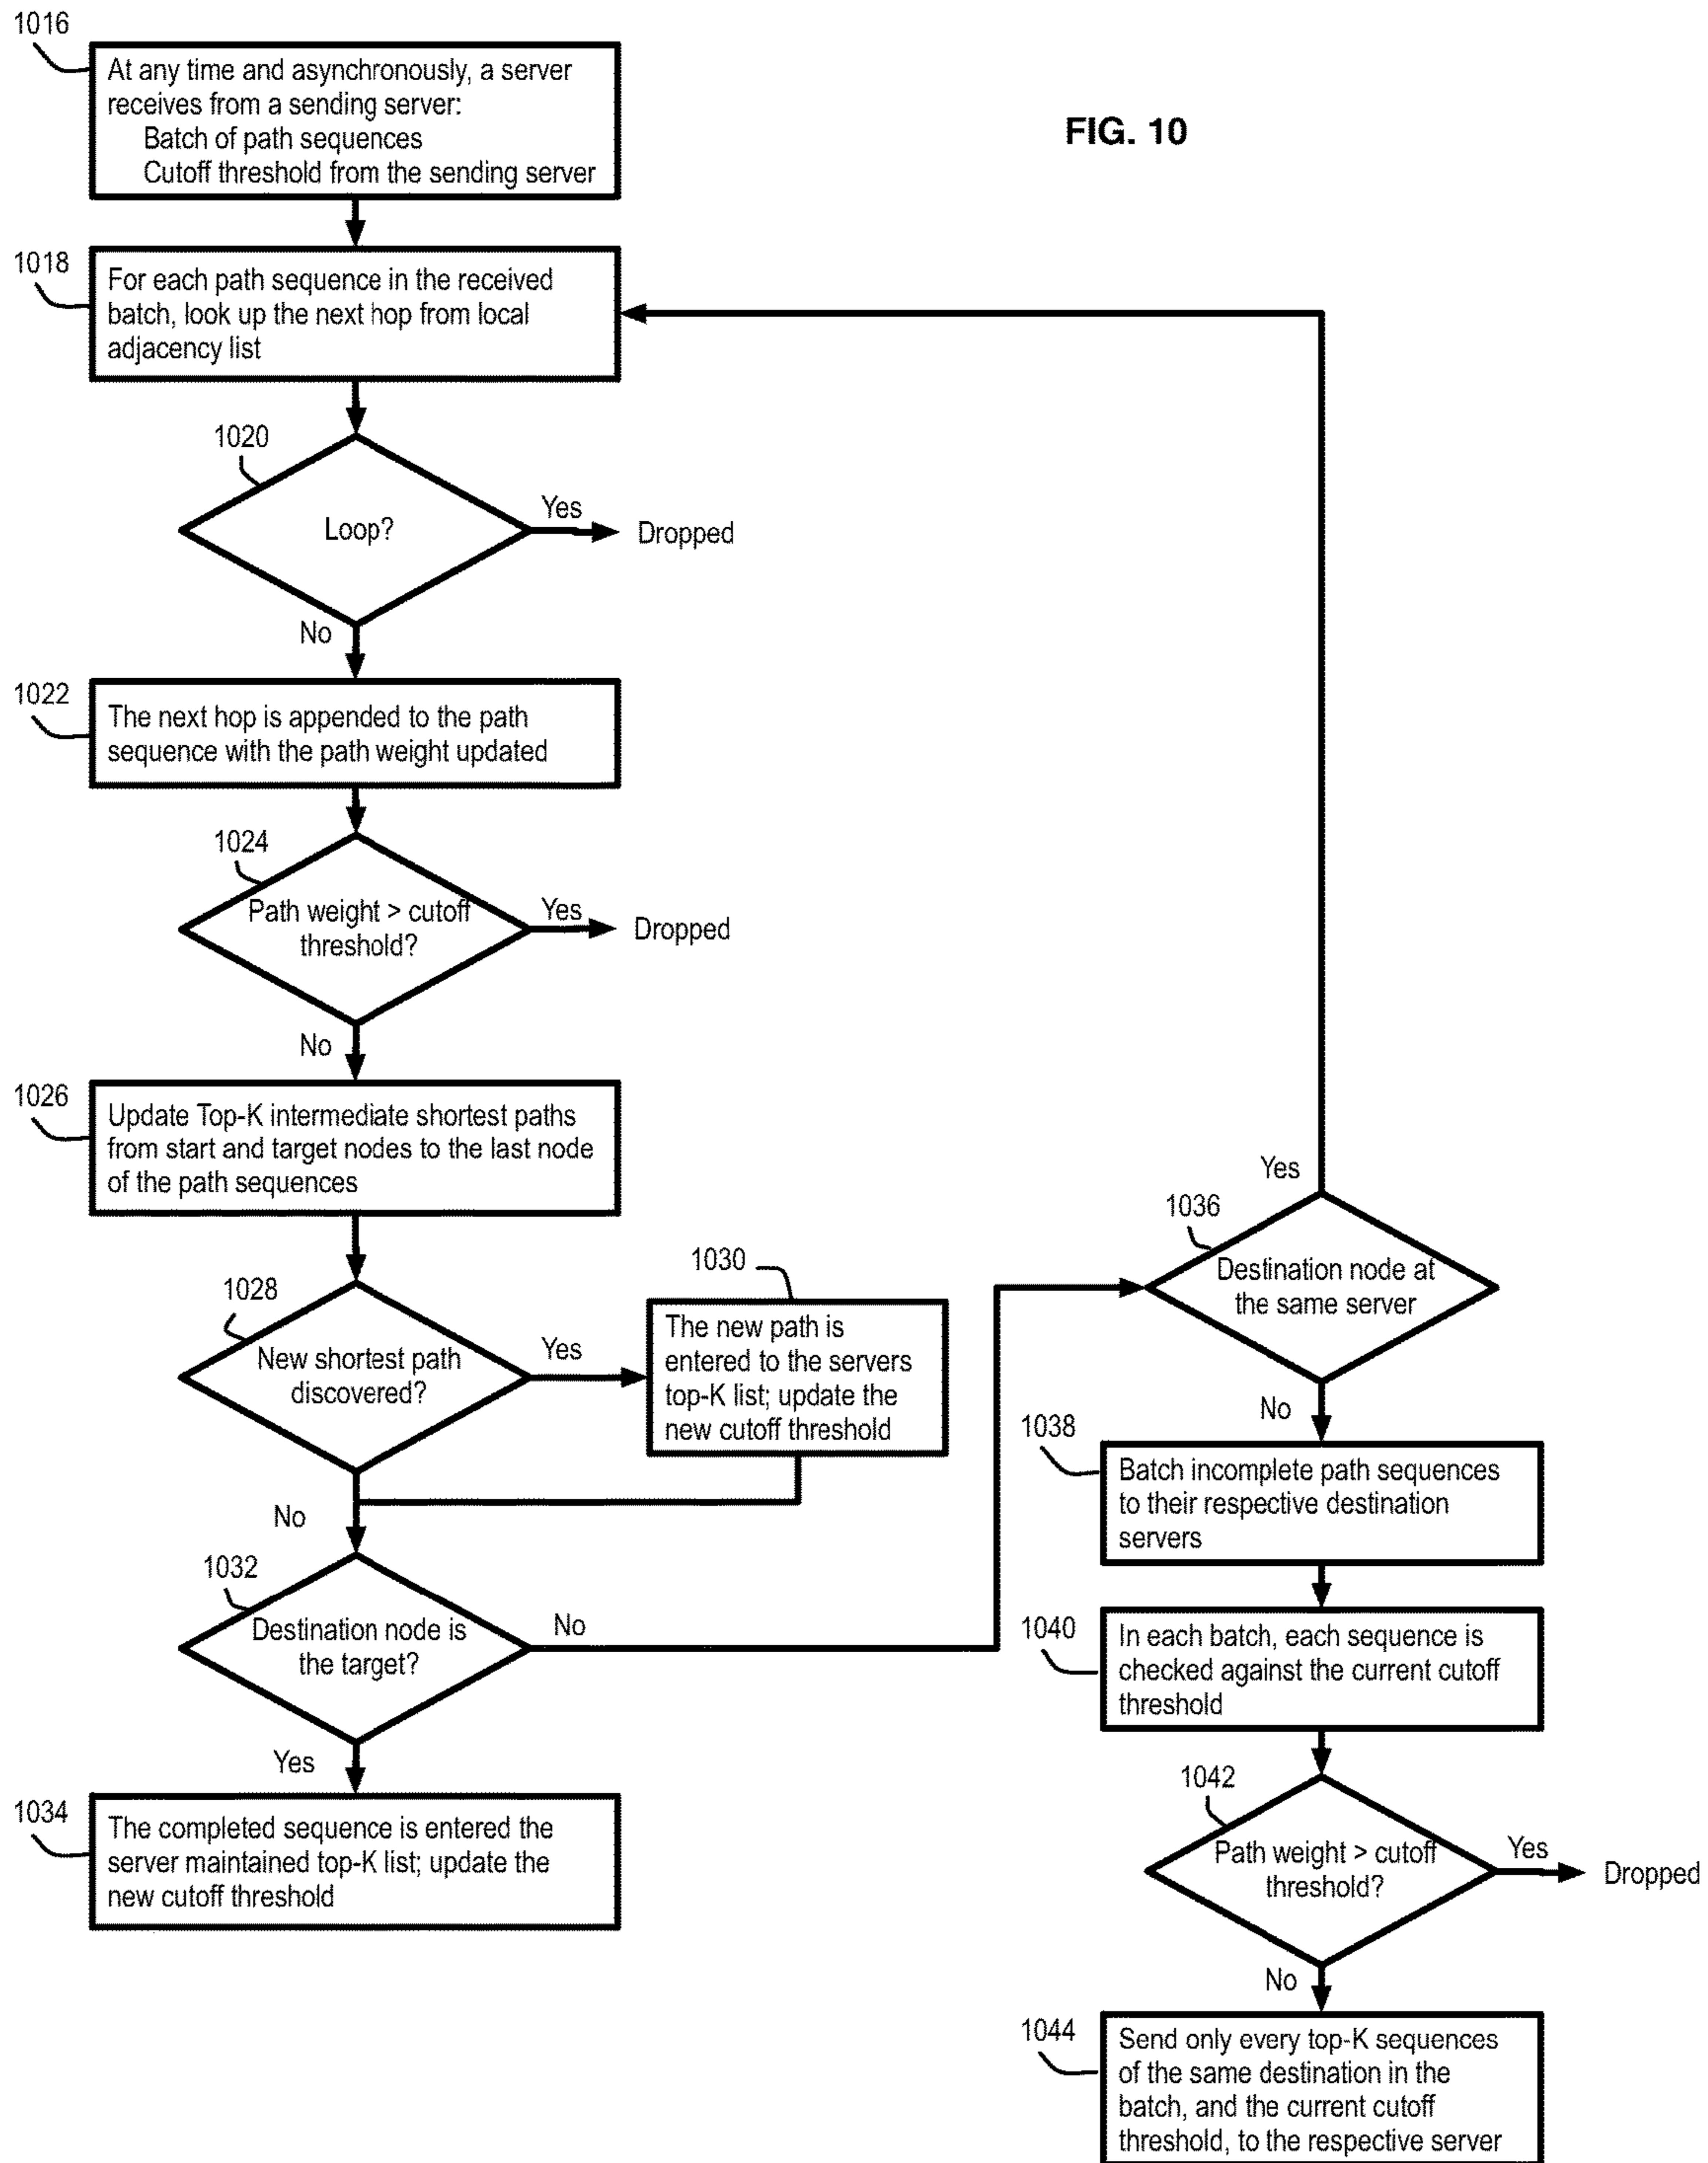 1016
At any time and asynchronously, a server
receives from a sending server:
Batch of path sequences
Cutoff threshold from the sending server
FIG. 10
1018
For each path sequence in the received
batch, look up the next hop from local
adjacency list
1020
Loop?
Yes
Dropped
No
1022
The next hop is appended to the path
sequence with the path weight updated
1024
Path weight > cutoff
threshold?
Yes
Dropped
No
1026
Update Top-K intermediate shortest paths
from start and target nodes to the last node
of the path sequences
1028
New shortest path
discovered?
Yes
No
1030
The new path is
entered to the servers
top-K list; update the
new cutoff threshold
1032
Destination node is
the target?
No
Yes
1034
The completed sequence is entered the
server maintained top-K list; update the
new cutoff threshold
Yes
1036
Destination node at
the same server
No
1038
Batch incomplete path sequences
to their respective destination
servers
1040
In each batch, each sequence is
checked against the current cutoff
threshold
1042
Path weight > cutoff
threshold?
Yes
Dropped
No
1044
Send only every top-K sequences
of the same destination in the
batch, and the current cutoff
threshold, to the respective server